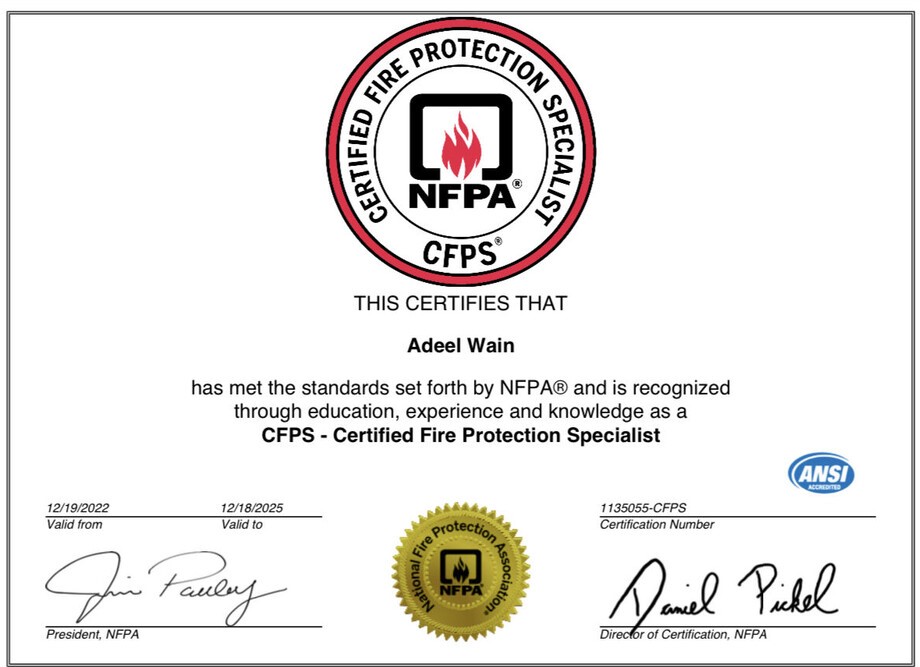 CERTIFIED FIRE PROTECTION SPECIALIST
NFPA®
CFPS®
THIS CERTIFIES THAT
Adeel Wain
has met the standards set forth by NFPA® and is recognized
through education, experience and knowledge as a
CFPS - Certified Fire Protection Specialist
ANSI
ACCREDITED
12/19/2022 12/18/2025
Valid from Valid to
1135055-CFPS
Certification Number
National Fire Protection Association
NFPA
Jim Pauley
President, NFPA
Daniel Pickel
Director of Certification, NFPA